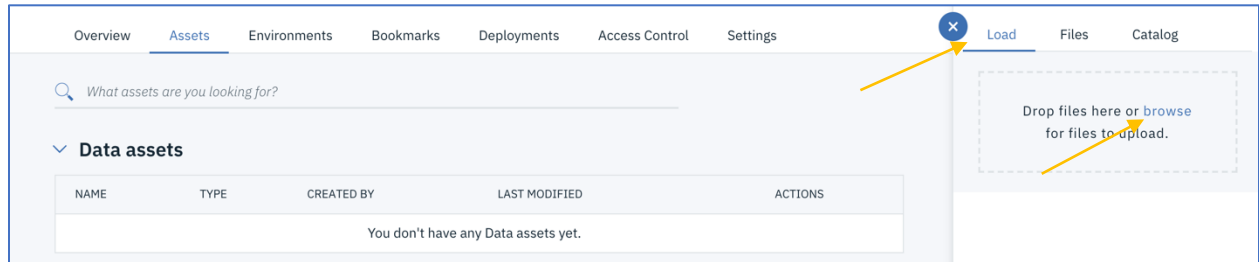 Overview Assets Environments Bookmarks Deployments Access Control Settings
Load Files Catalog
What assets are you looking for?
Drop files here or browse
for files to upload.
Data assets
NAME TYPE CREATED BY LAST MODIFIED ACTIONS
You don't have any Data assets yet.